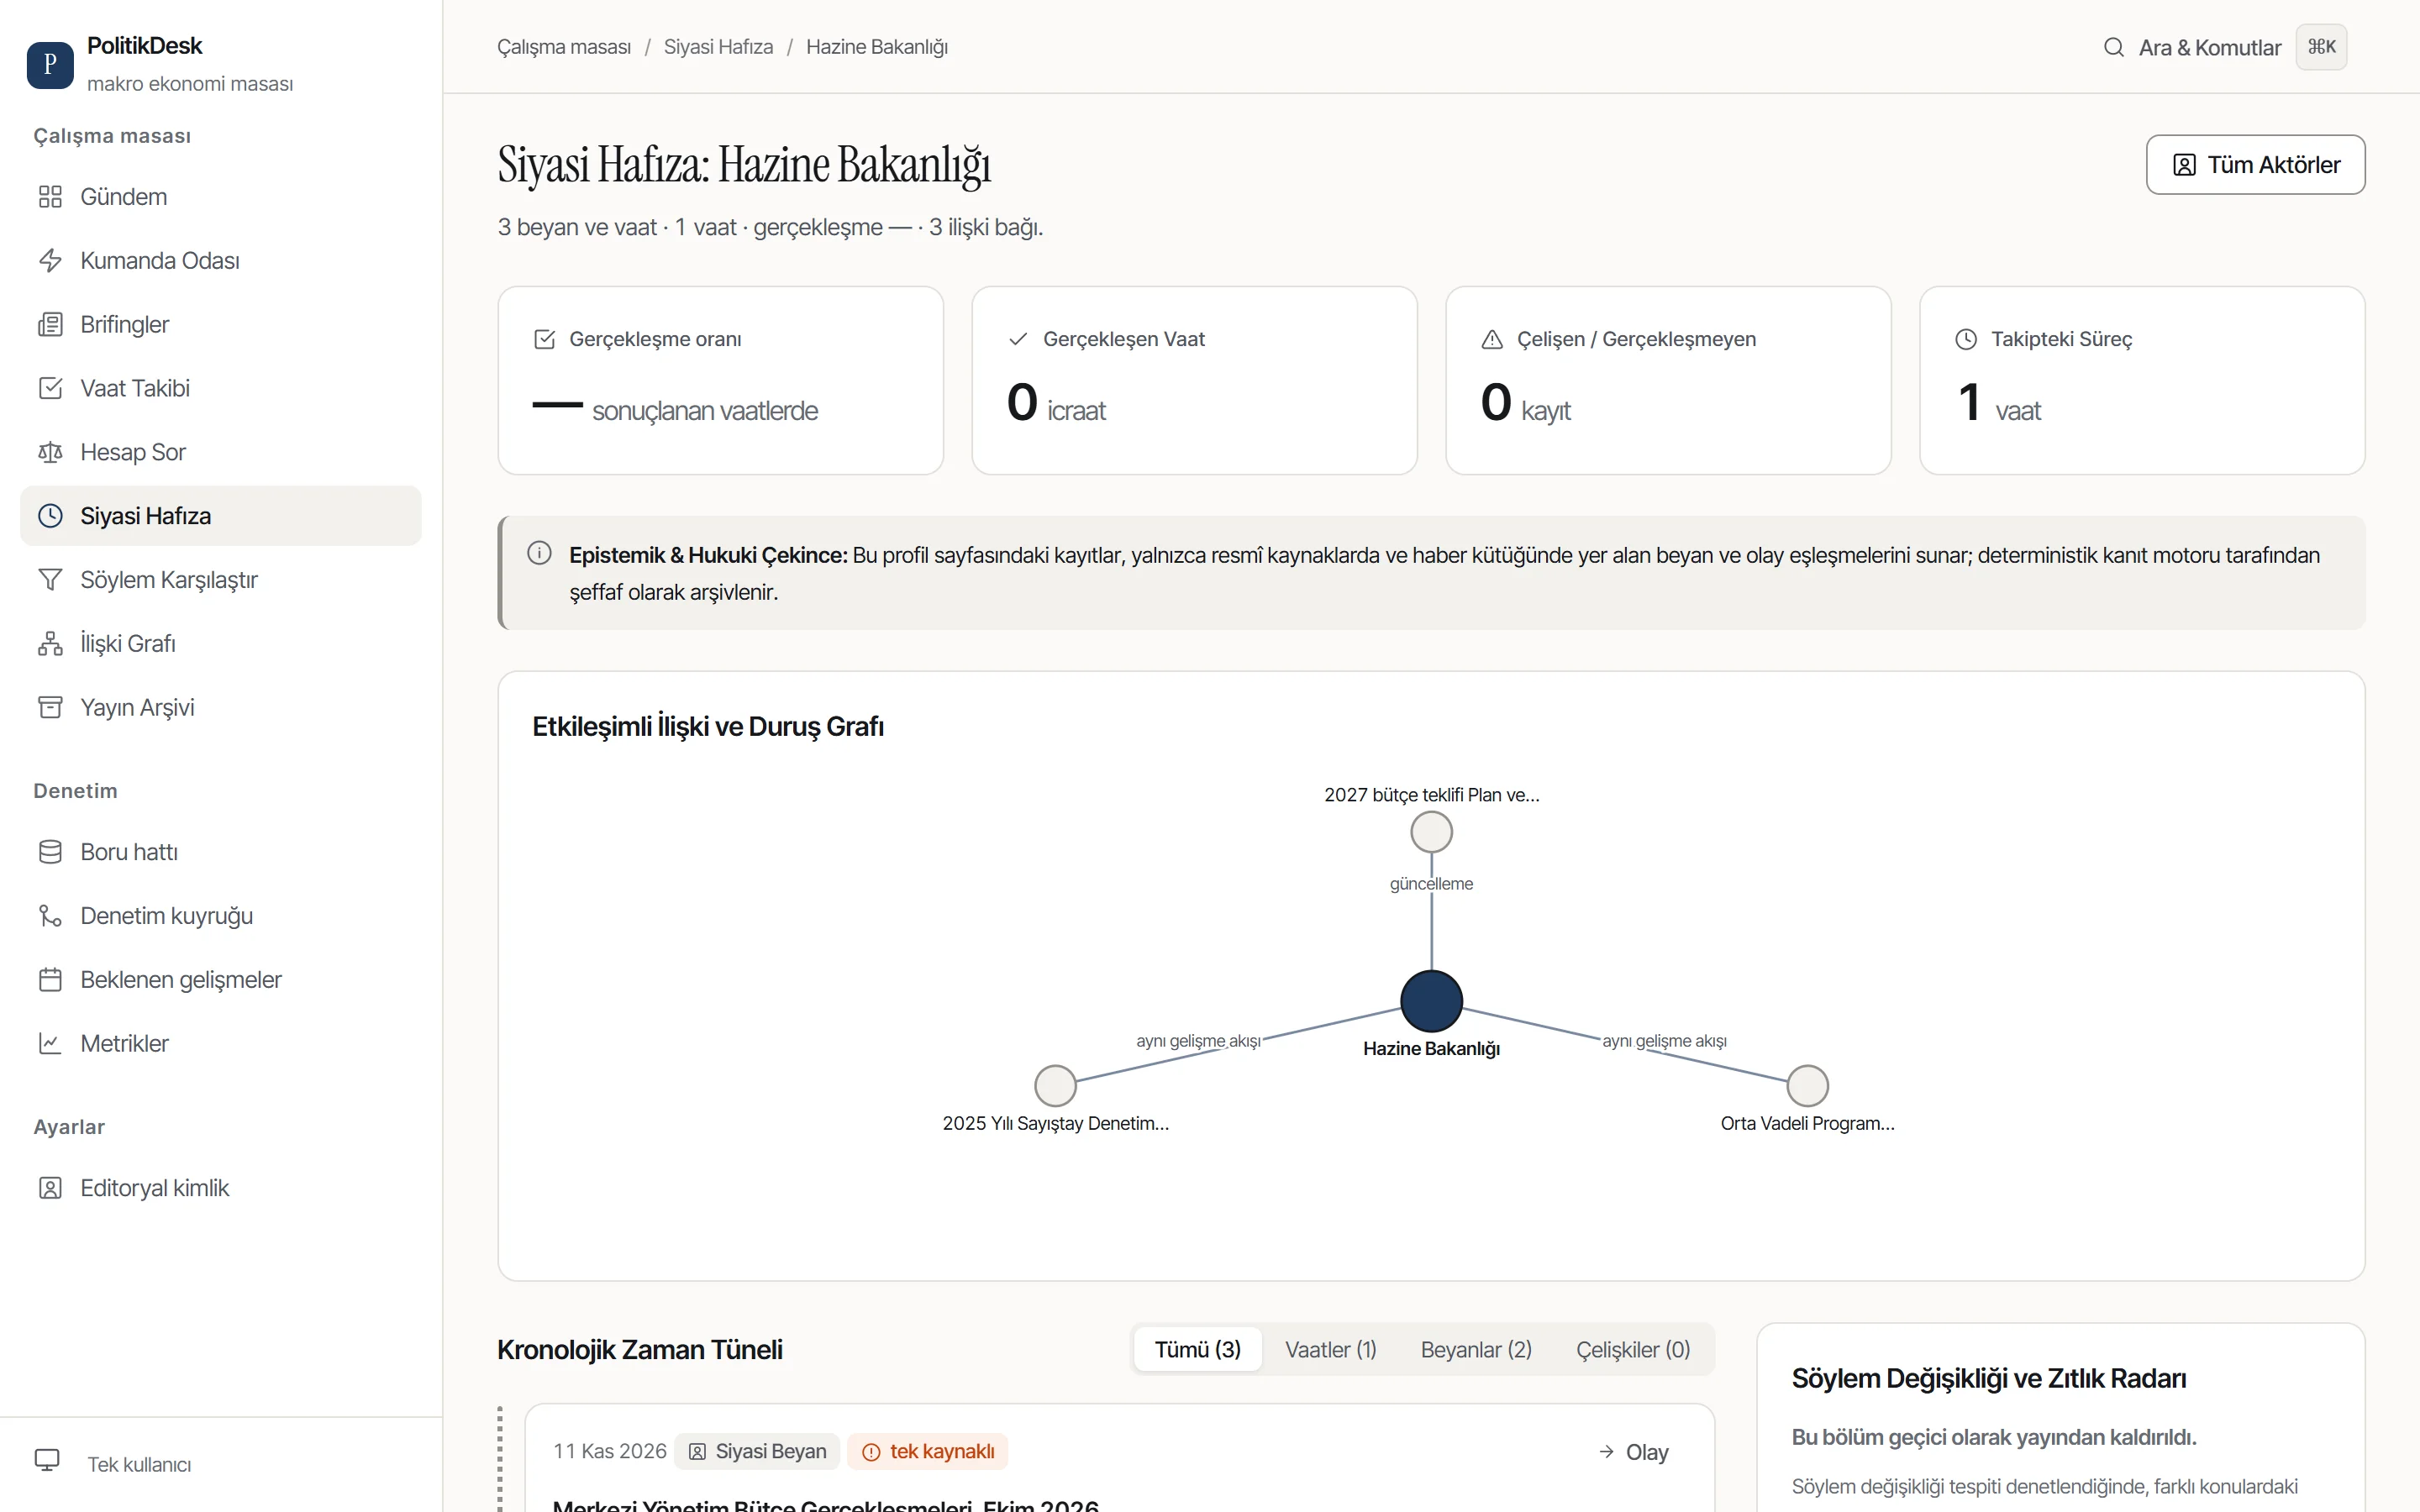 P
PolitikDesk
makro ekonomi masası
Çalışma masası
Gündem
Kumanda Odası
Brifingler
Vaat Takibi
Hesap Sor
Siyasi Hafıza
Söylem Karşılaştır
İlişki Grafı
Yayın Arşivi
Denetim
Boru hattı
Denetim kuyruğu
Beklenen gelişmeler
Metrikler
Ayarlar
Editoryal kimlik
Tek kullanıcı
Çalışma masası / Siyasi Hafıza / Hazine Bakanlığı
Ara & Komutlar ⌘K
Siyasi Hafıza: Hazine Bakanlığı
Tüm Aktörler
3 beyan ve vaat · 1 vaat · gerçekleşme — · 3 ilişki bağı.
Gerçekleşme oranı
— sonuçlanan vaatlerde
Gerçekleşen Vaat
0 icraat
Çelişen / Gerçekleşmeyen
0 kayıt
Takipteki Süreç
1 vaat
Epistemik & Hukuki Çekince: Bu profil sayfasındaki kayıtlar, yalnızca resmî kaynaklarda ve haber kütüğünde yer alan beyan ve olay eşleşmelerini sunar; deterministik kanıt motoru tarafından
şeffaf olarak arşivlenir.
Etkileşimli İlişki ve Duruş Grafı
2027 bütçe teklifi Plan ve...
güncelleme
aynı gelişme akışı
Hazine Bakanlığı
aynı gelişme akışı
2025 Yılı Sayıştay Denetim...
Orta Vadeli Program...
Kronolojik Zaman Tüneli
Tümü (3) Vaatler (1) Beyanlar (2) Çelişkiler (0)
11 Kas 2026 Siyasi Beyan tek kaynaklı
Olay
Merkezi Yönetim Bütçe Gerçekleşmeleri, Ekim 2026
Söylem Değişikliği ve Zıtlık Radarı
Bu bölüm geçici olarak yayından kaldırıldı.
Söylem değişikliği tespiti denetlendiğinde, farklı konulardaki